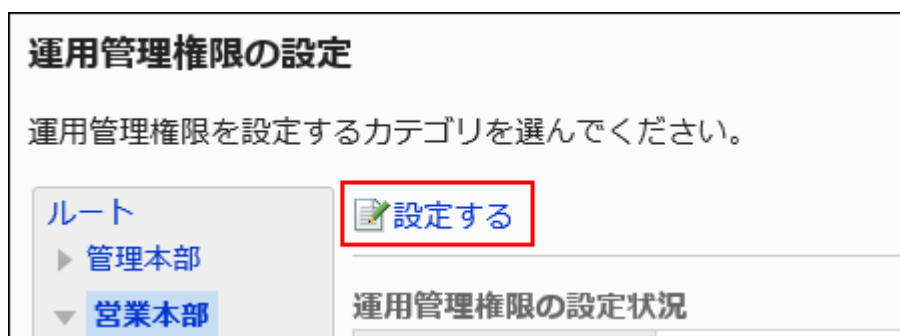 運用管理権限の設定
運用管理権限を設定するカテゴリを選んでください。
ルート
管理本部
営業本部
設定する
運用管理権限の設定状況